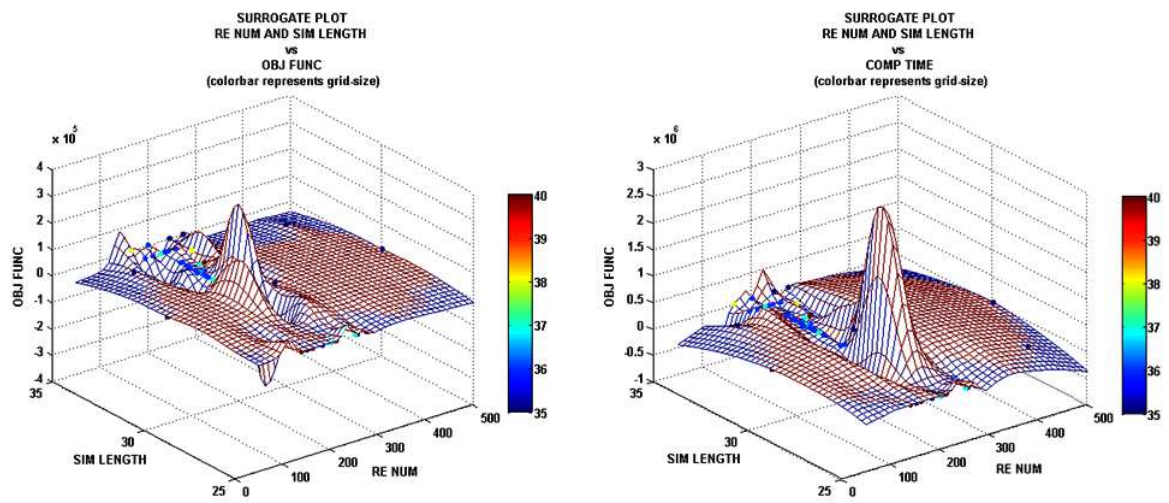 SURROGATE PLOT
RE NUM AND SIM LENGTH
vs
OBJ FUNC
(colorbar represents grid-size)
x 10^5
4
3
2
1
0
-1
-2
-3
-4
OBJ FUNC
35
30
25
SIM LENGTH
0
100
200
300
400
500
RE NUM
40
39
38
37
36
35
SURROGATE PLOT
RE NUM AND SIM LENGTH
vs
COMP TIME
(colorbar represents grid-size)
x 10^6
3
2.5
2
1.5
1
0.5
0
-0.5
-1
OBJ FUNC
35
30
25
SIM LENGTH
0
100
200
300
400
500
RE NUM
40
39
38
37
36
35